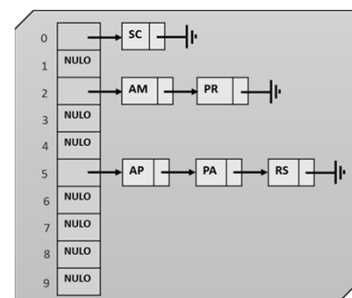 0 SC
1 NULO
2 AM PR
3 NULO
4 NULO
5 AP PA RS
6 NULO
7 NULO
8 NULO
9 NULO